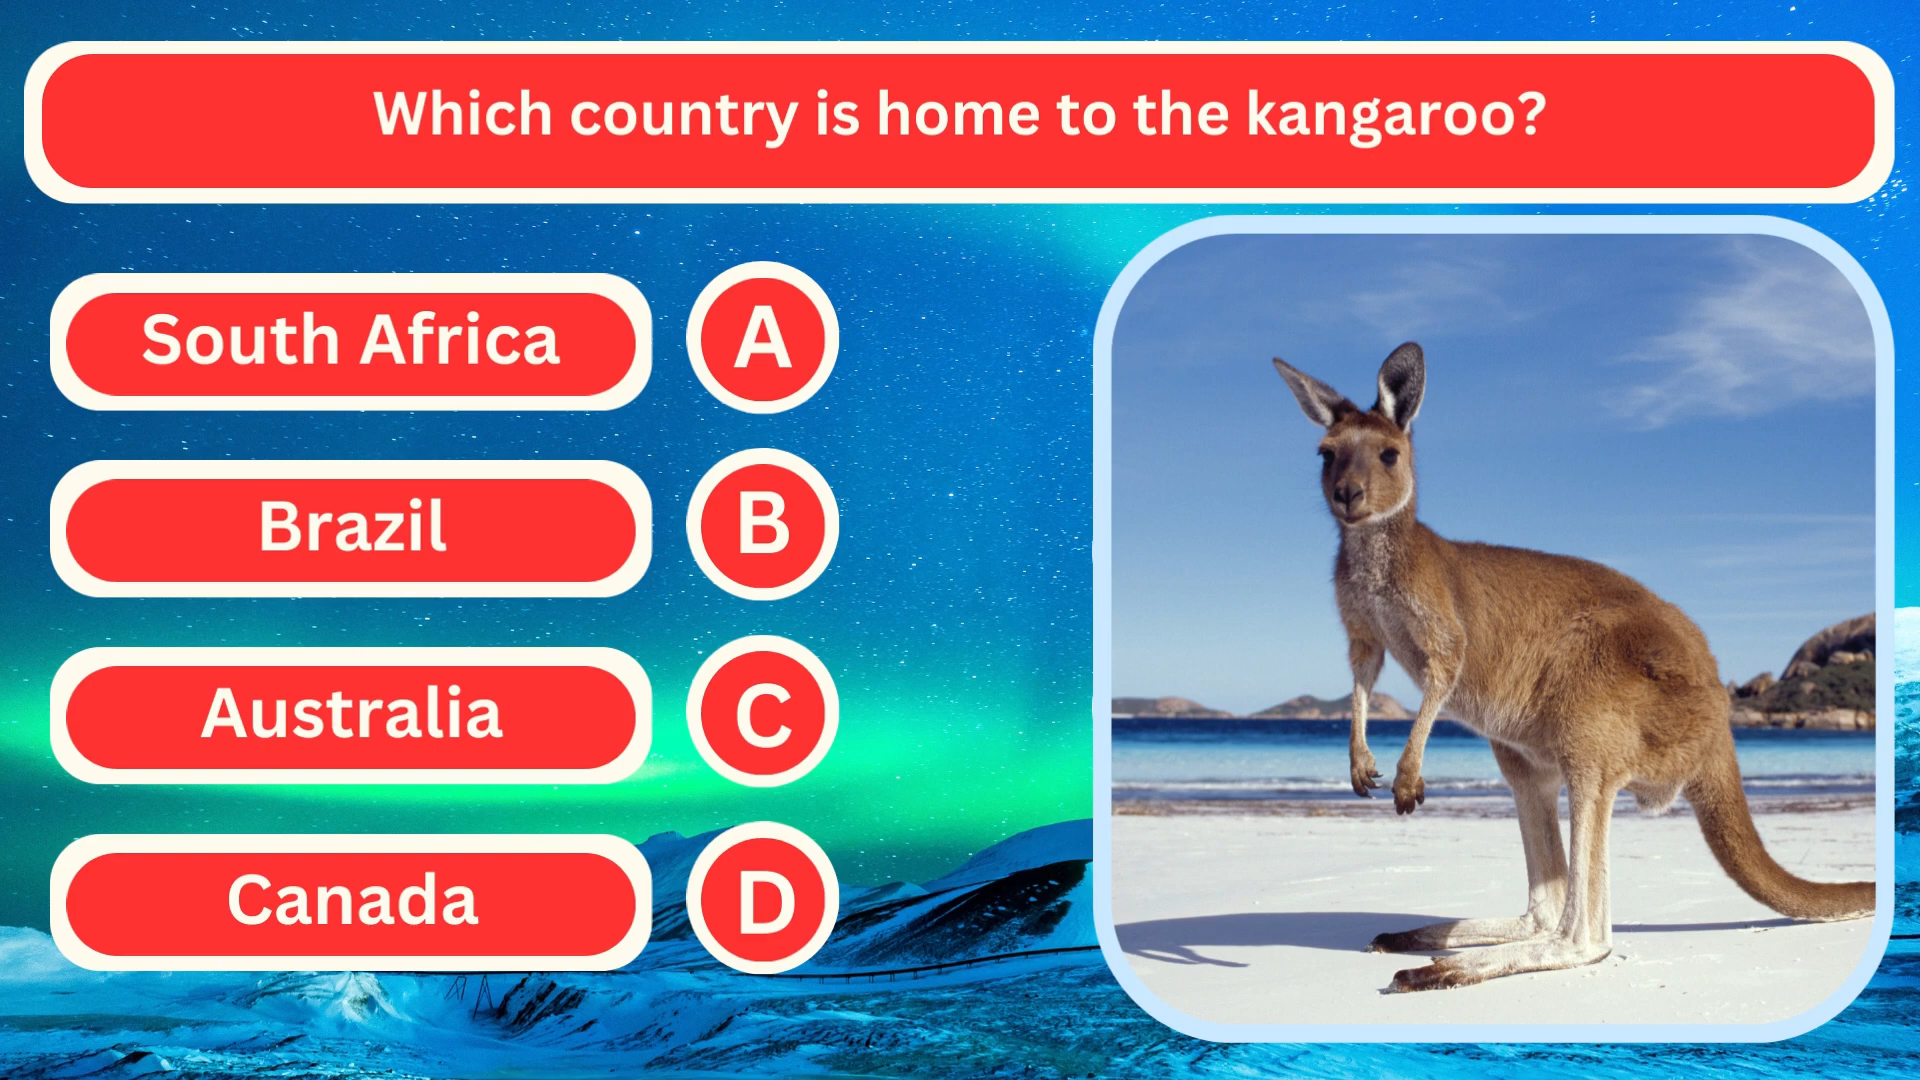 Which country is home to the kangaroo?
South Africa
A
Brazil
B
Australia
C
Canada
D